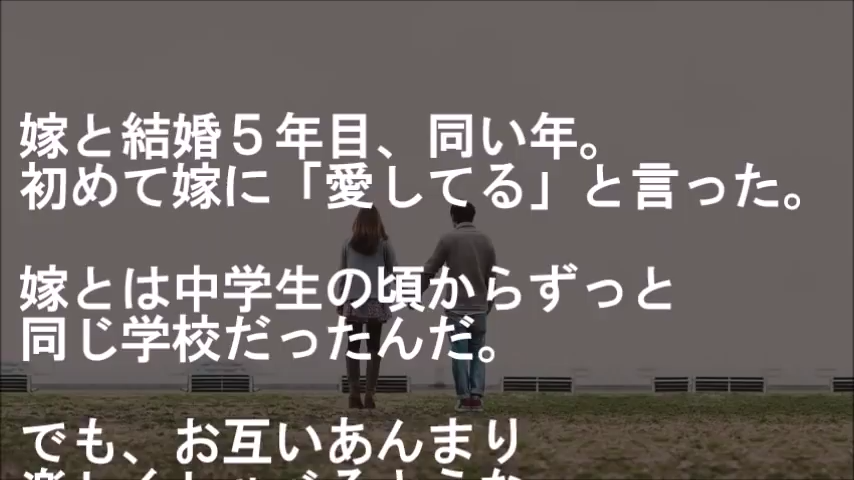 嫁と結婚５年目、同い年。
初めて嫁に「愛してる」と言った。
嫁とは中学生の頃からずっと
同じ学校だったんだ。
でも、お互いあんまり